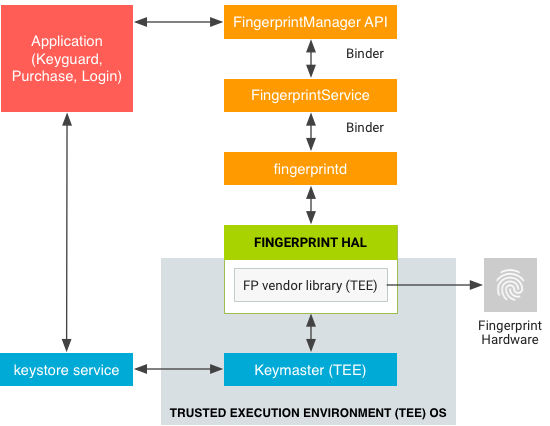 Application
(Keyguard,
Purchase, Login)
FingerprintManager API
Binder
FingerprintService
Binder
fingerprintd
FINGERPRINT HAL
FP vendor library (TEE)
Fingerprint
Hardware
keystore service
Keymaster (TEE)
TRUSTED EXECUTION ENVIRONMENT (TEE) OS